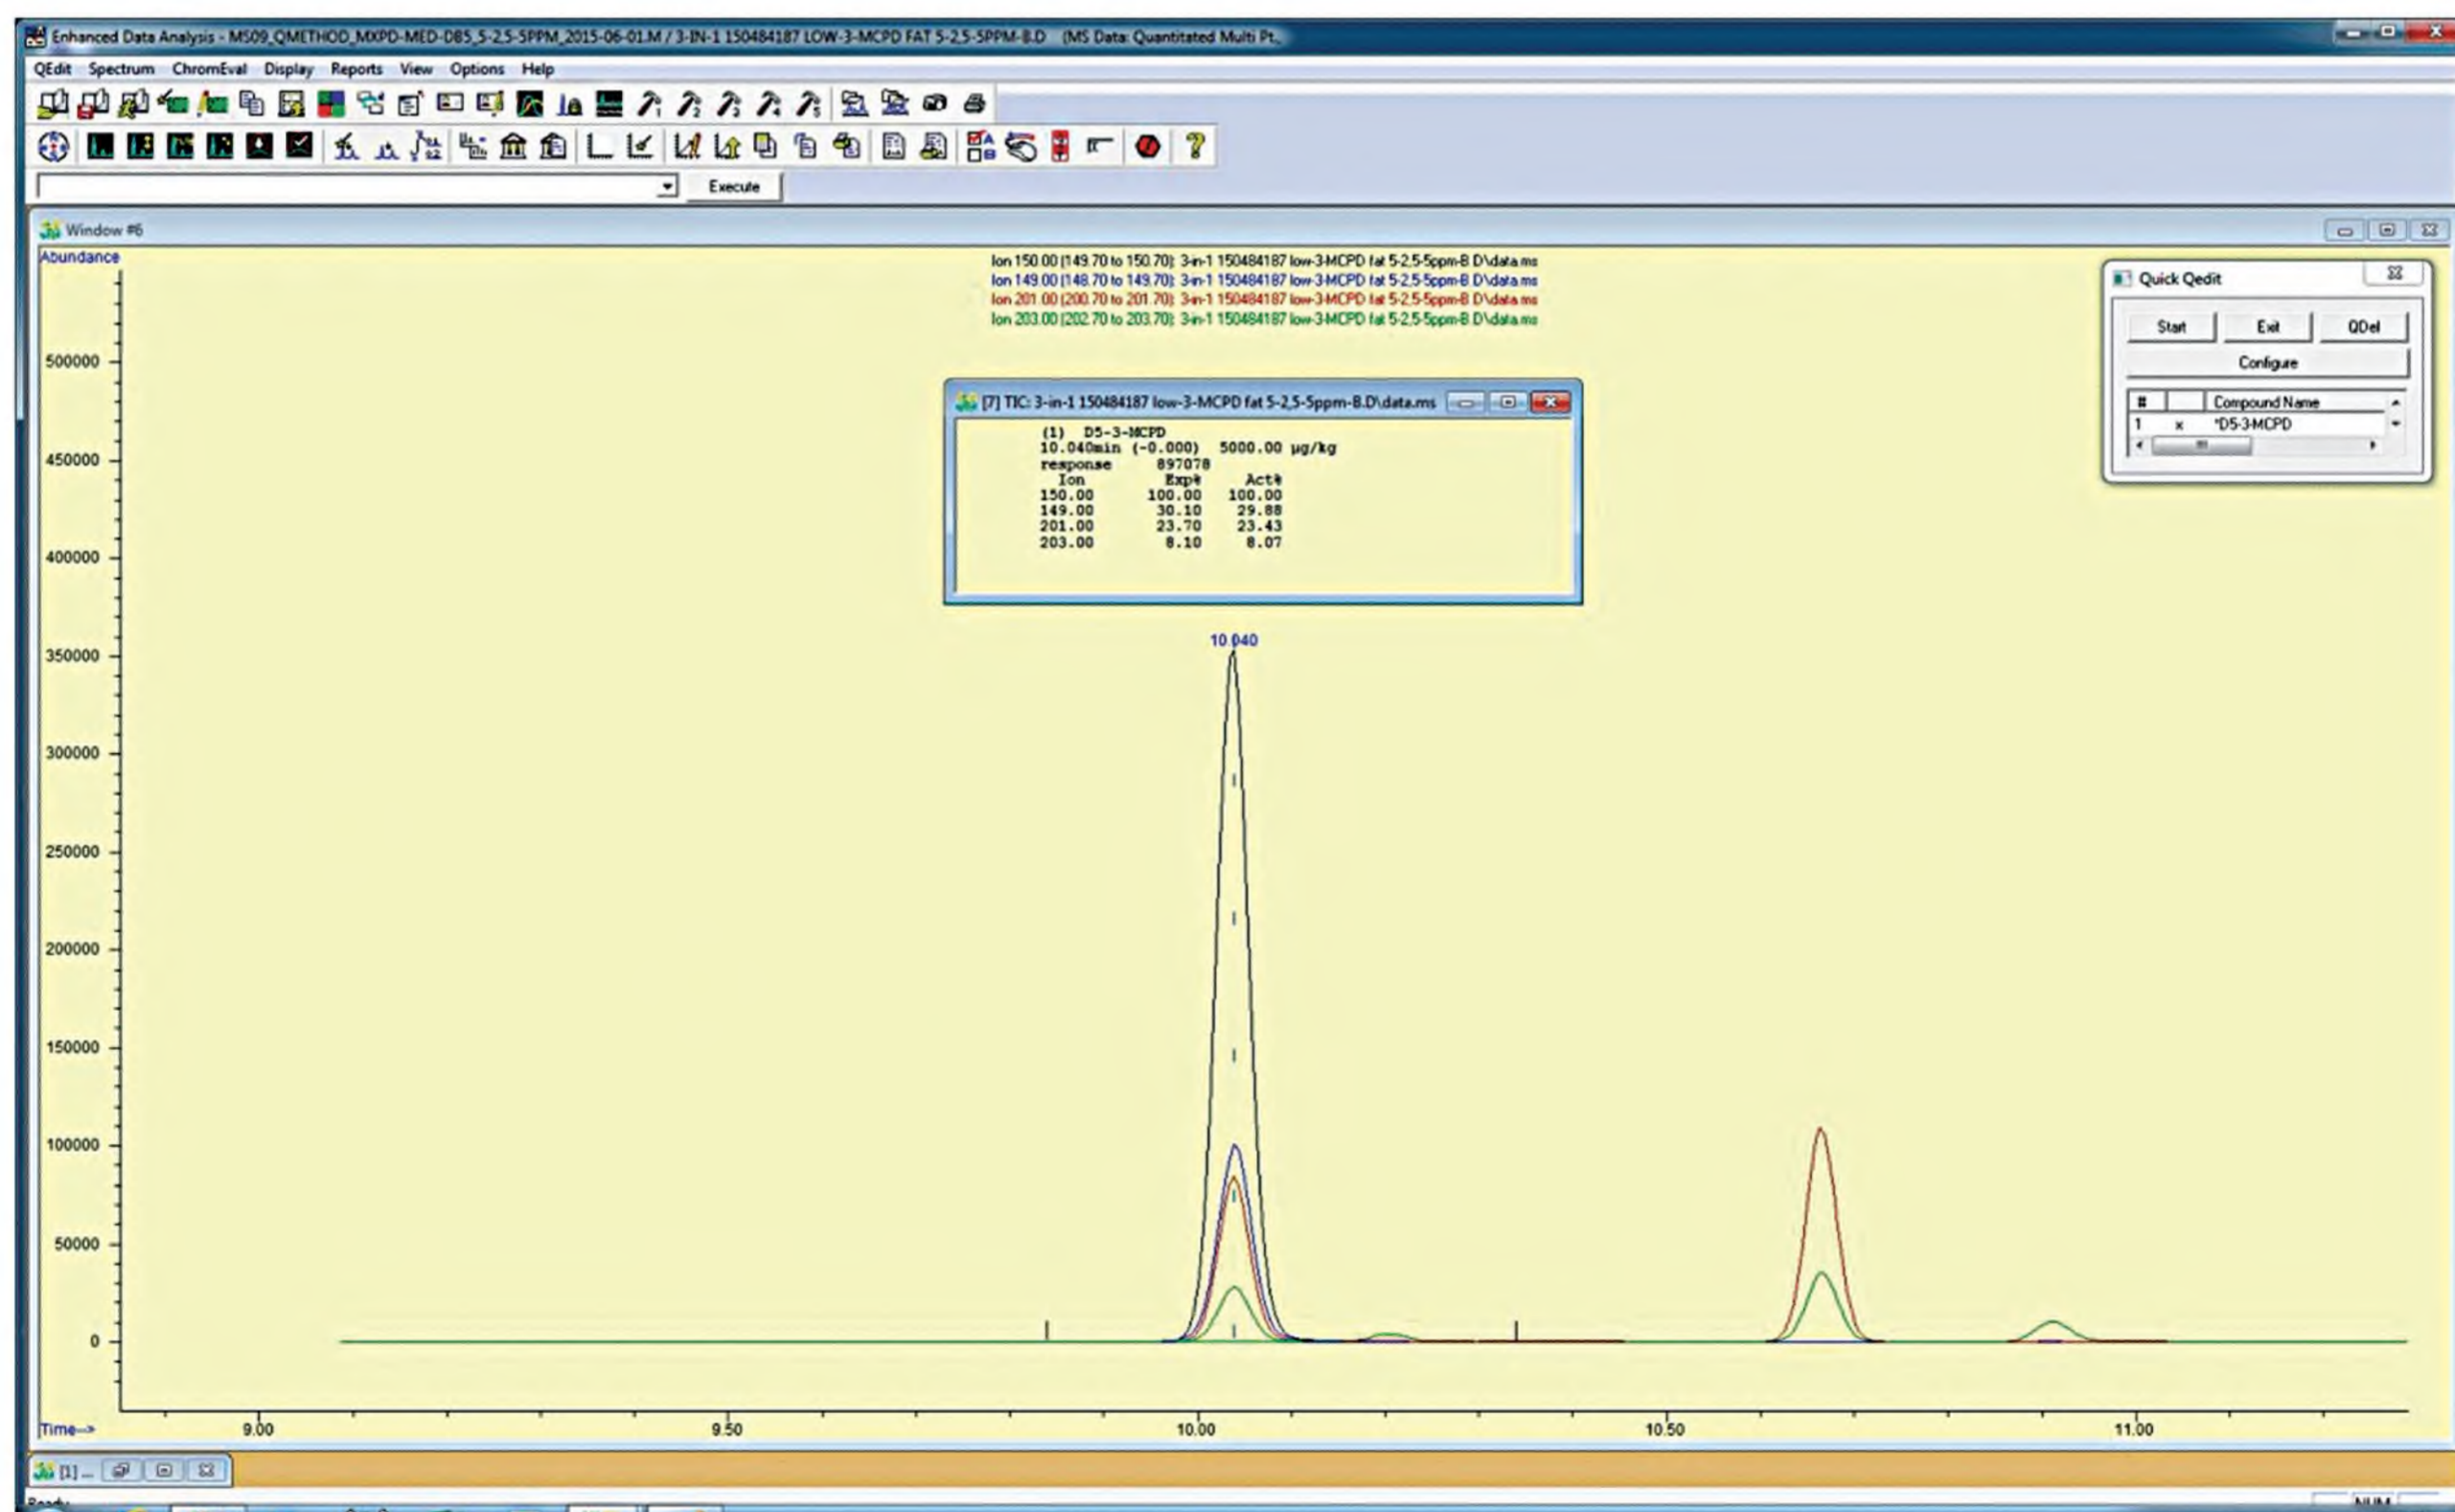 Enhanced Data Analysis - MS09_QMETHOD_MXPD-MED-DB5_5-2,5-5PPM_2015-06-01.M / 3-IN-1 150484187 LOW-3-MCPD FAT 5-2,5-5PPM-B.D (MS Data: Quantitated Multi Pt.,
QEdit Spectrum ChromEval Display Reports View Options Help
Execute
Window #6
Abundance
Ion 150.00 (149.70 to 150.70): 3-in-1 150484187 low-3-MCPD fat 5-2,5-5ppm-B.D\data.ms
Ion 149.00 (148.70 to 149.70): 3-in-1 150484187 low-3-MCPD fat 5-2,5-5ppm-B.D\data.ms
Ion 201.00 (200.70 to 201.70): 3-in-1 150484187 low-3-MCPD fat 5-2,5-5ppm-B.D\data.ms
Ion 203.00 (202.70 to 203.70): 3-in-1 150484187 low-3-MCPD fat 5-2,5-5ppm-B.D\data.ms
Quick Qedit
Start Exit QDel
Configure
# Compound Name
1 x *D5-3-MCPD
[7] TIC: 3-in-1 150484187 low-3-MCPD fat 5-2,5-5ppm-B.D\data.ms
(1) D5-3-MCPD
10.040min (-0.000) 5000.00 µg/kg
response 897078
Ion Exp% Act%
150.00 100.00 100.00
149.00 30.10 29.88
201.00 23.70 23.43
203.00 8.10 8.07
10.040
500000
450000
400000
350000
300000
250000
200000
150000
100000
50000
0
Time-->
9.00 9.50 10.00 10.50 11.00
[1] ...
Ready
NUM